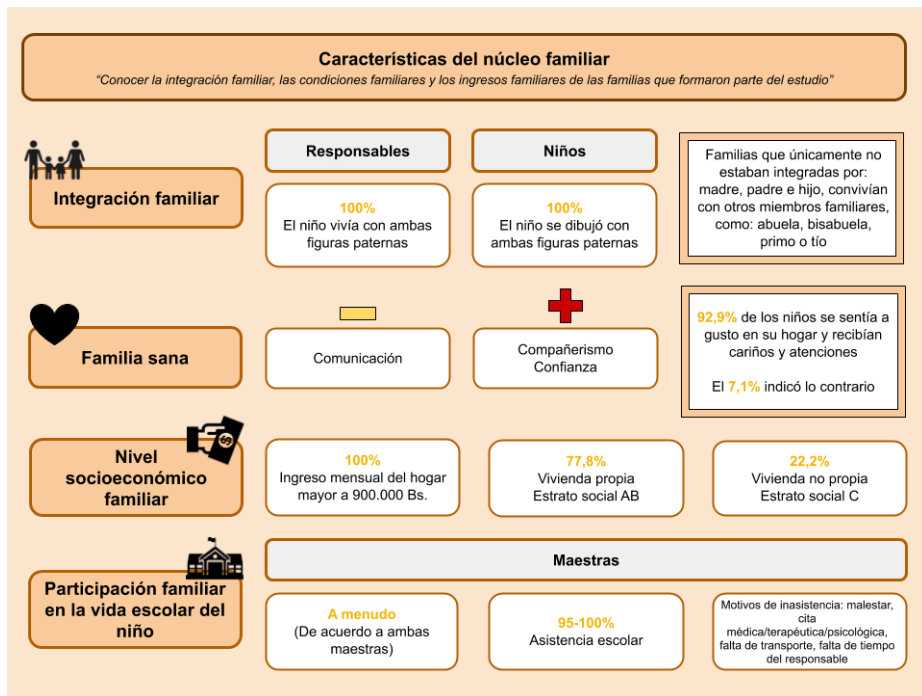 Características del núcleo familiar
“Conocer la integración familiar, las condiciones familiares y los ingresos familiares de las familias que formaron parte del estudio”
Integración familiar
Responsables
100%
El niño vivía con ambas
figuras paternas
Niños
100%
El niño se dibujó con
ambas figuras paternas
Familias que únicamente no
estaban integradas por:
madre, padre e hijo, convivían
con otros miembros familiares,
como: abuela, bisabuela,
primo o tío
Familia sana
Comunicación
Compañerismo
Confianza
92,9% de los niños se sentía a
gusto en su hogar y recibían
cariños y atenciones
El 7,1% indicó lo contrario
Nivel
socioeconómico
familiar
100%
Ingreso mensual del hogar
mayor a 900.000 Bs.
77,8%
Vivienda propia
Estrato social AB
22,2%
Vivienda no propia
Estrato social C
Participación familiar
en la vida escolar del
niño
Maestras
A menudo
(De acuerdo a ambas
maestras)
95-100%
Asistencia escolar
Motivos de inasistencia: malestar,
cita
médica/terapéutica/psicológica,
falta de transporte, falta de tiempo
del responsable